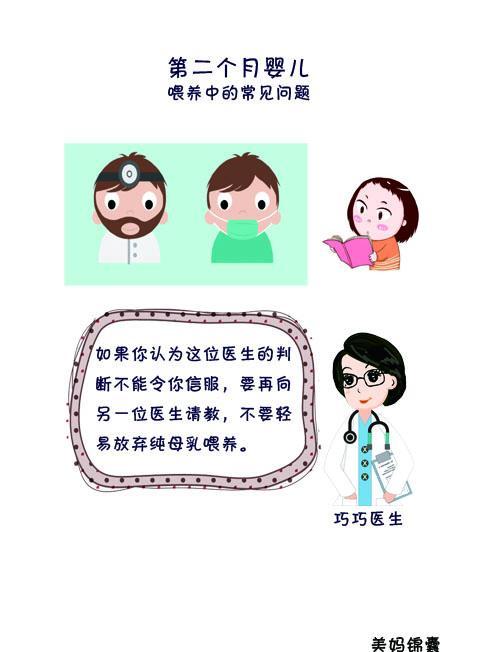 第二个月婴儿
喂养中的常见问题
如果你认为这位医生的判
断不能令你信服，要再向
另一位医生请教，不要轻
易放弃纯母乳喂养。
巧巧医生
美妈锦囊